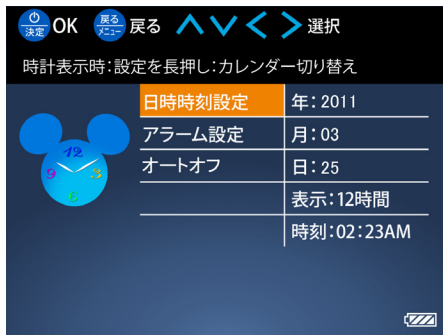 決定 OK 戻る メニュー 戻る 選択
時計表示時：設定を長押し：カレンダー切り替え
日時時刻設定 年：2011
アラーム設定 月：03
オートオフ 日：25
表示：12時間
時刻：02：23AM
12
9 3
6